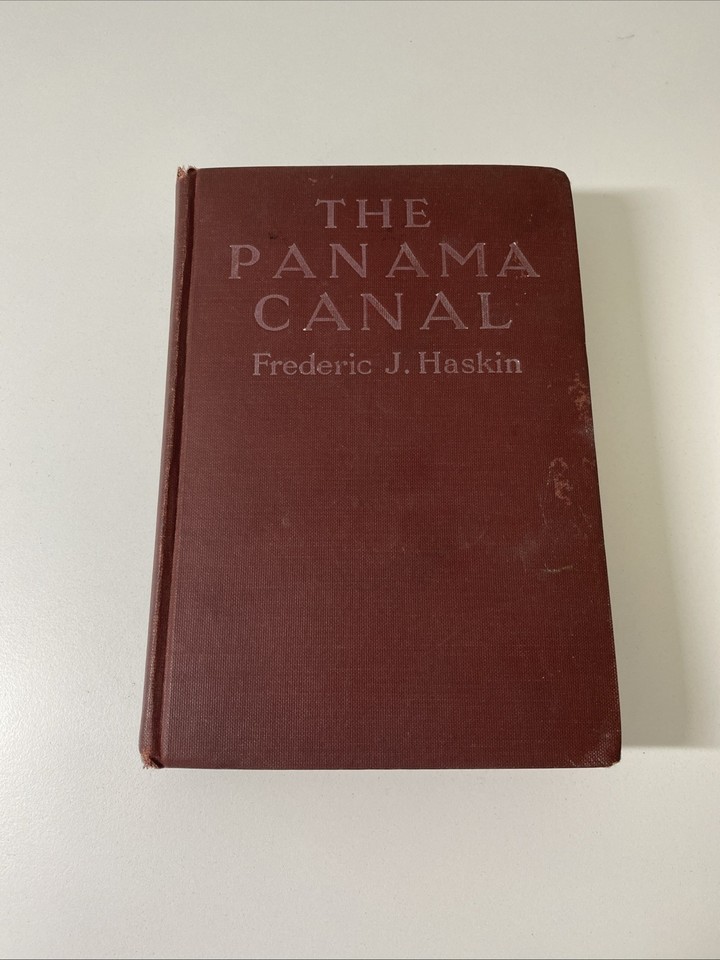 THE
PANAMA
CANAL
Frederic J. Haskin